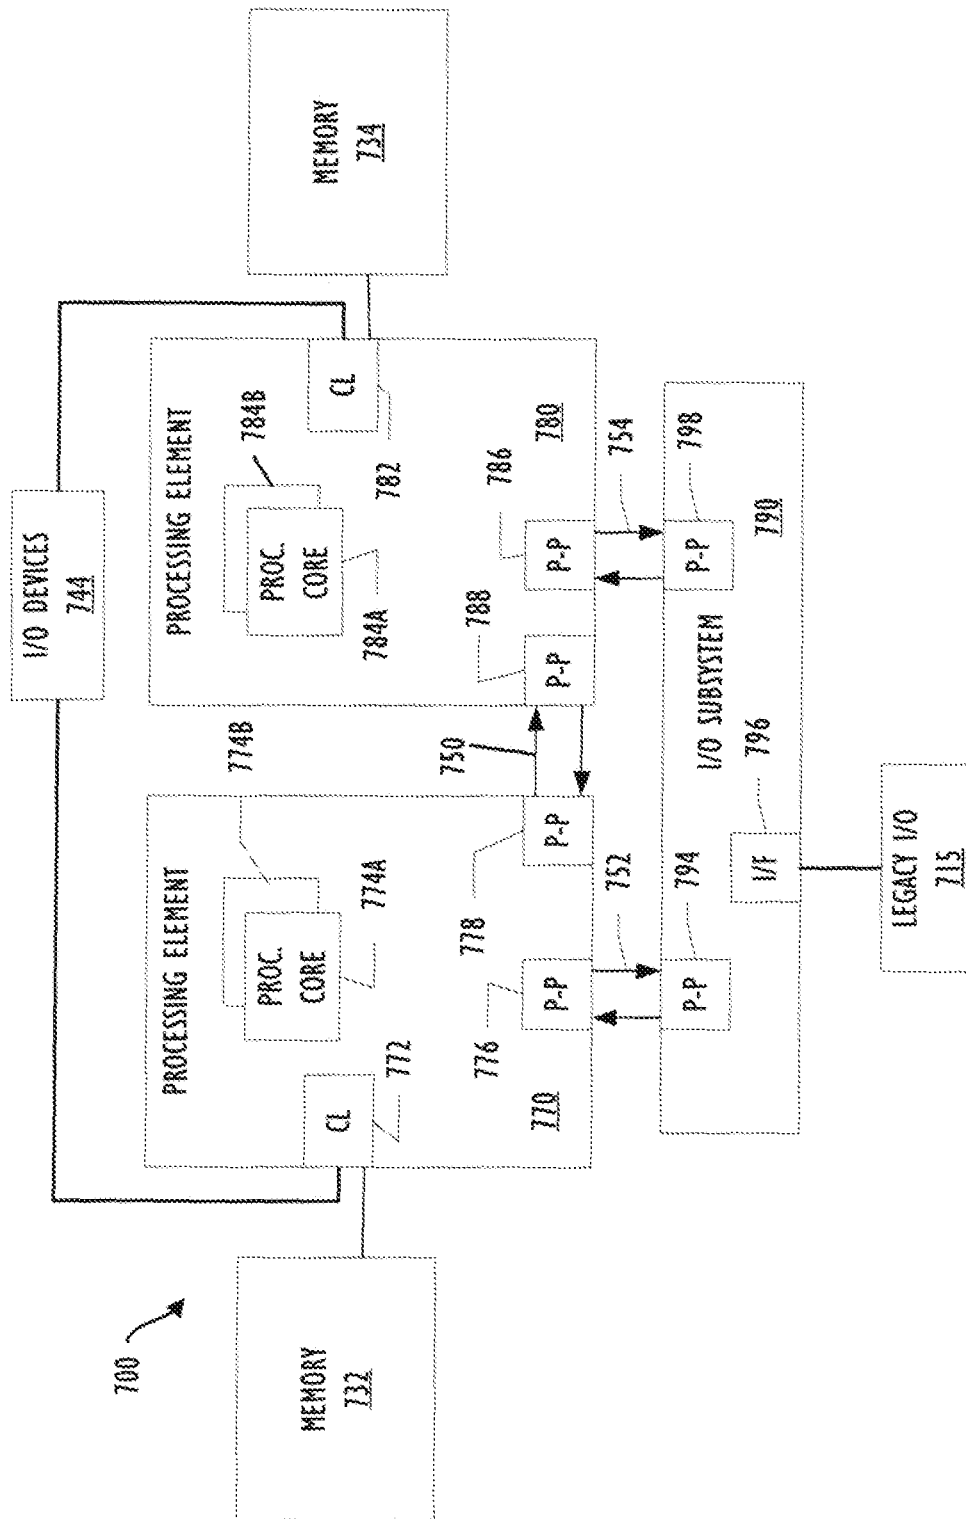 700
I/O DEVICES
744
MEMORY
732
PROCESSING ELEMENT
774B
PROC.
CORE
774A
CL
772
776
778
P-P
P-P
770
750
PROCESSING ELEMENT
784B
PROC.
CORE
784A
CL
782
788
786
P-P
P-P
780
MEMORY
734
752
754
794
798
P-P
P-P
I/O SUBSYSTEM
790
796
I/F
LEGACY I/O
715